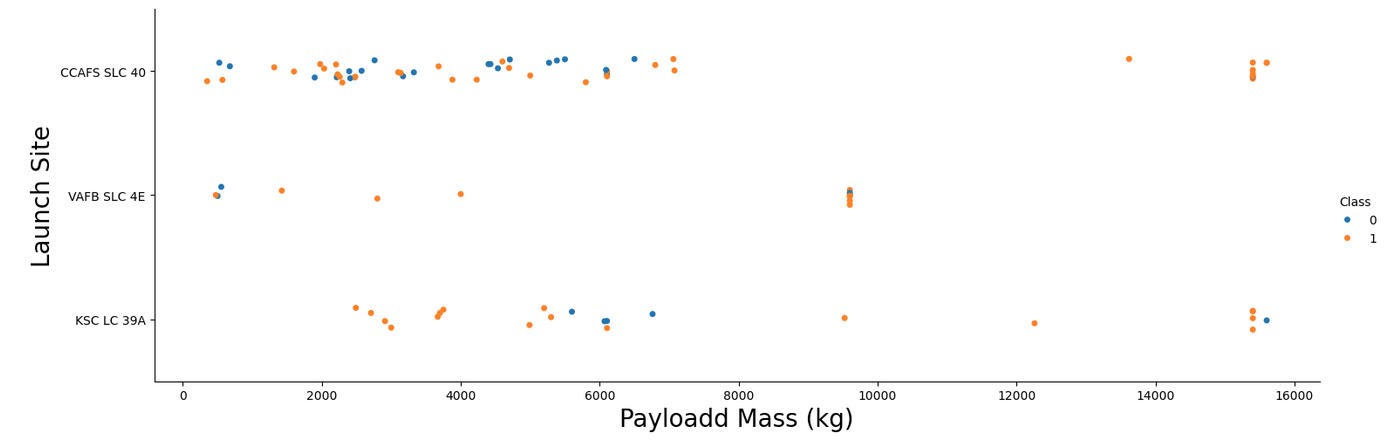 CCAFS SLC 40
VAFB SLC 4E
KSC LC 39A
Launch Site
0 2000 4000 6000 8000 10000 12000 14000 16000
Payloadd Mass (kg)
Class
0
1